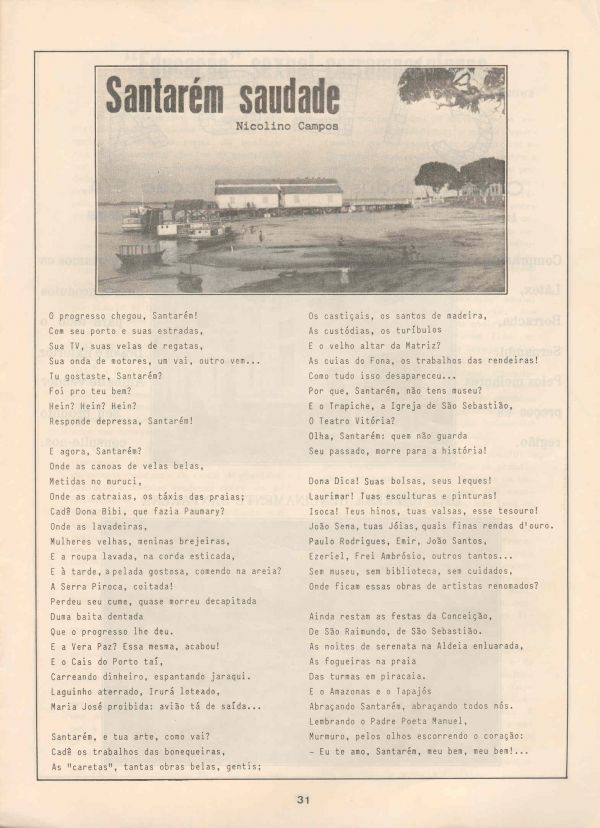 Santarém saudade
Nicolino Campos
O progresso chegou, Santarém!
Com seu porto e suas estradas,
Sua TV, suas velas de regatas,
Sua onda de motores, um vai, outro vem...
Tu gostaste, Santarém?
Foi pro teu bem?
Hein? Hein? Hein?
Responde depressa, Santarém!
E agora, Santarém?
Onde as canoas de velas belas,
Metidas no muruci,
Onde as catraias, os táxis das praias;
Cadê Dona Bibi, que fazia Paumary?
Onde as lavadeiras,
Mulheres velhas, meninas brejeiras,
E a roupa lavada, na corda esticada,
E à tarde, a pelada gostosa, comendo na areia?
A Serra Piroca, coitada!
Perdeu seu cume, quase morreu decapitada
Duma baita dentada
Que o progresso lhe deu.
E a Vera Paz? Essa mesma, acabou!
E o Cais do Porto taí,
Carreando dinheiro, espantando jaraqui.
Laguinho aterrado, Irurá loteado,
Maria José proibida: avião tá de saída...
Santarém, e tua arte, como vai?
Cadê os trabalhos das bonequeiras,
As "caretas", tantas obras belas, gentis;
Os castiçais, os santos de madeira,
As custódias, os turíbulos
E o velho altar da Matriz?
As cuias do Fona, os trabalhos das rendeiras!
Como tudo isso desapareceu...
Por que, Santarém, não tens museu?
E o Trapiche, a Igreja de São Sebastião,
O Teatro Vitória?
Olha, Santarém: quem não guarda
Seu passado, morre para a história!
Dona Dica! Suas bolsas, seus leques!
Laurimar! Tuas esculturas e pinturas!
Isoca! Teus hinos, tuas valsas, esse tesouro!
João Sena, tuas Jóias, quais finas rendas d'ouro.
Paulo Rodrigues, Emir, João Santos,
Ezeriel, Frei Ambrósio, outros tantos...
Sem museu, sem biblioteca, sem cuidados,
Onde ficam essas obras de artistas renomados?
Ainda restam as festas da Conceição,
De São Raimundo, de São Sebastião.
As noites de serenata na Aldeia enluarada,
As fogueiras na praia
Das turmas em piracaia.
E o Amazonas e o Tapajós
Abraçando Santarém, abraçando todos nós.
Lembrando o Padre Poeta Manuel,
Murmuro, pelos olhos escorrendo o coração:
– Eu te amo, Santarém, meu bem, meu bem!...
31